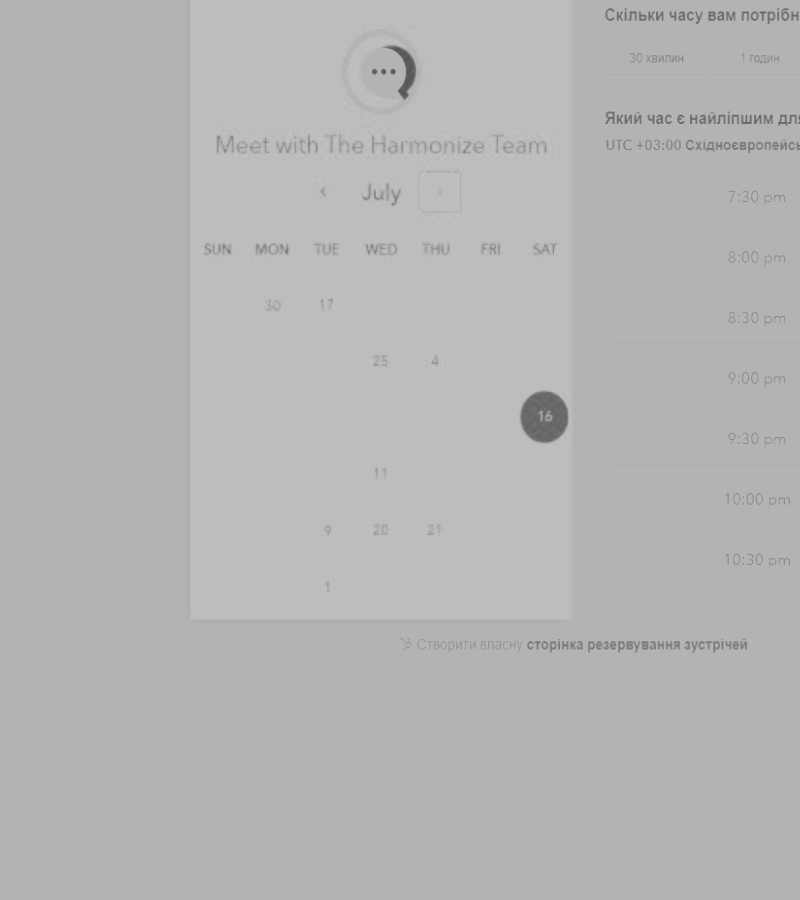 Meet with The Harmonize Team
July
SUN MON TUE WED THU FRI SAT
30 17
25 4
16
11
9 20 21
1
Скільки часу вам
30 хвилин 1 годин
Який час є найліпшим
UTC +03:00
7:30 pm
8:00 pm
8:30 pm
9:00 pm
9:30 pm
10:00 pm
10:30 pm
Створити власну сторінка резервування зустрічей